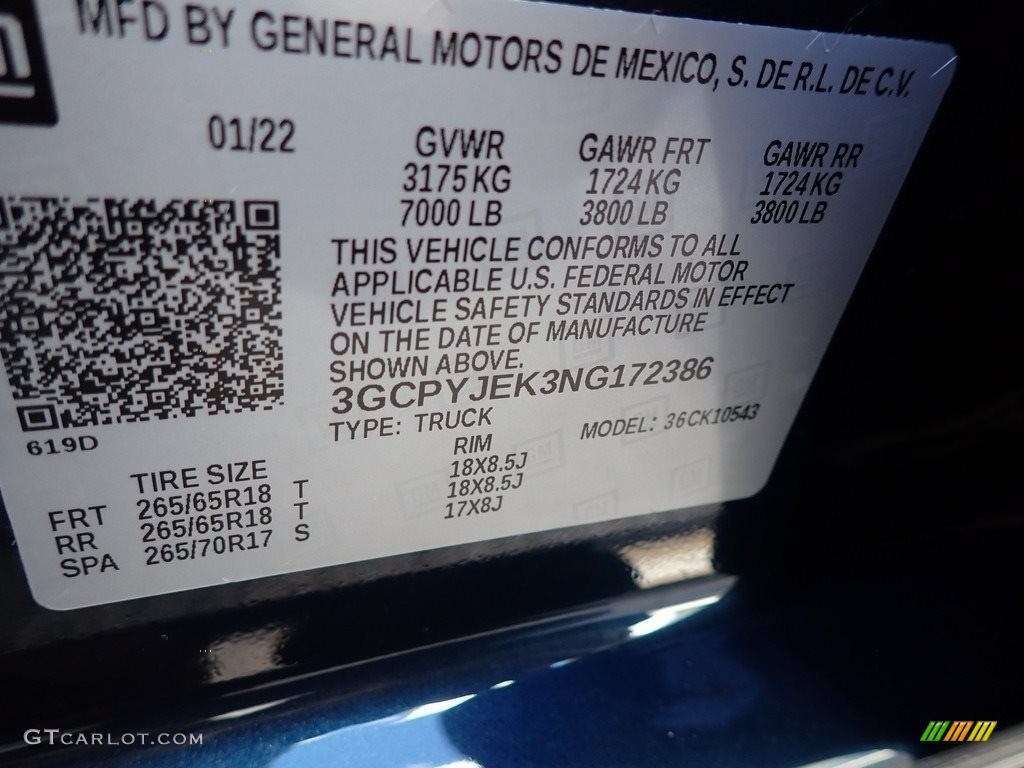 MFD BY GENERAL MOTORS DE MEXICO, S. DE R.L. DE C.V.
01/22 GVWR GAWR FRT GAWR RR
3175 KG 1724 KG 1724 KG
7000 LB 3800 LB 3800 LB
THIS VEHICLE CONFORMS TO ALL
APPLICABLE U.S. FEDERAL MOTOR
VEHICLE SAFETY STANDARDS IN EFFECT
ON THE DATE OF MANUFACTURE
SHOWN ABOVE.
3GCPYJEK3NG172386
619D
TYPE: TRUCK MODEL: 36CK10543
TIRE SIZE RIM
FRT 265/65R18 T 18X8.5J
RR 265/65R18 T 18X8.5J
SPA 265/70R17 S 17X8J
GTCARLOT.COM